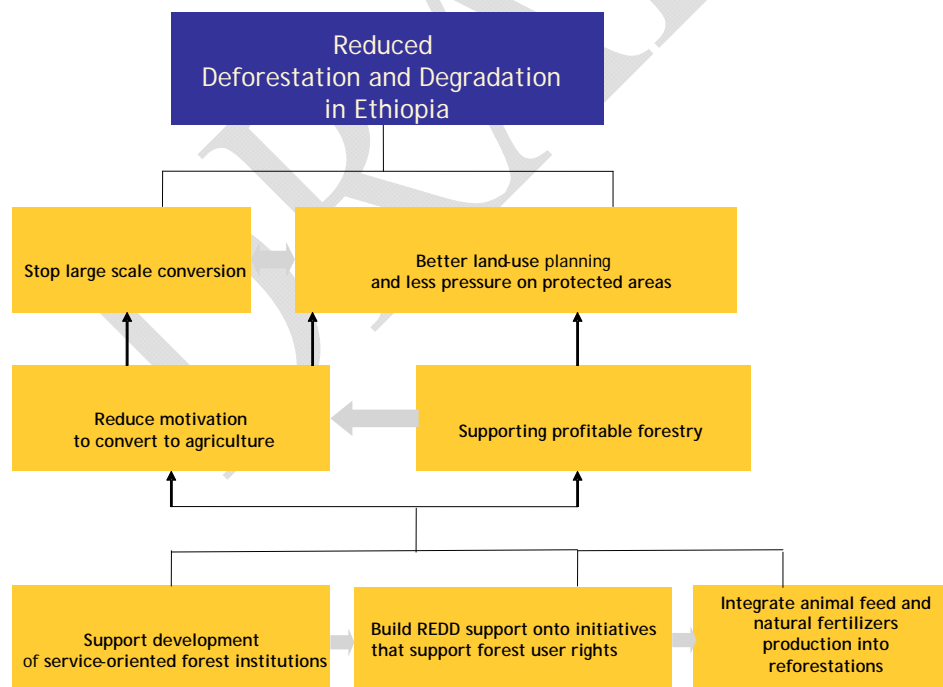 Reduced
Deforestation and Degradation
in Ethiopia
Stop large scale conversion
Better land-use planning
and less pressure on protected areas
Reduce motivation
to convert to agriculture
Supporting profitable forestry
Support development
of service-oriented forest institutions
Build REDD support onto initiatives
that support forest user rights
Integrate animal feed and
natural fertilizers
production into
reforestations